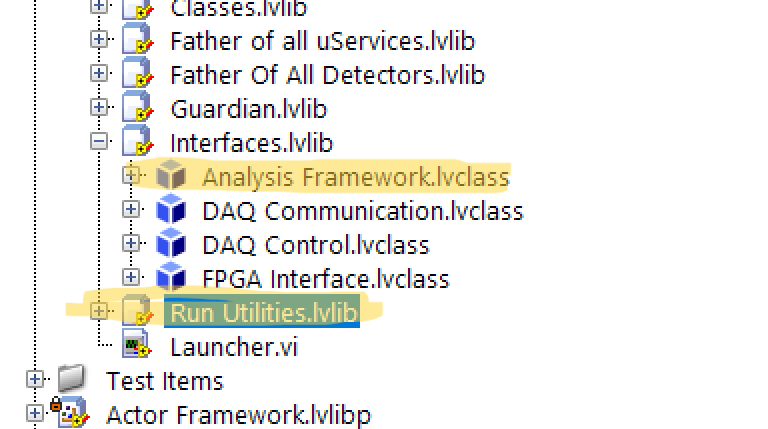 Classes.lvlib
Father of all uServices.lvlib
Father Of All Detectors.lvlib
Guardian.lvlib
Interfaces.lvlib
Analysis Framework.lvclass
DAQ Communication.lvclass
DAQ Control.lvclass
FPGA Interface.lvclass
Run Utilities.lvlib
Launcher.vi
Test Items
Actor Framework.lvlibp